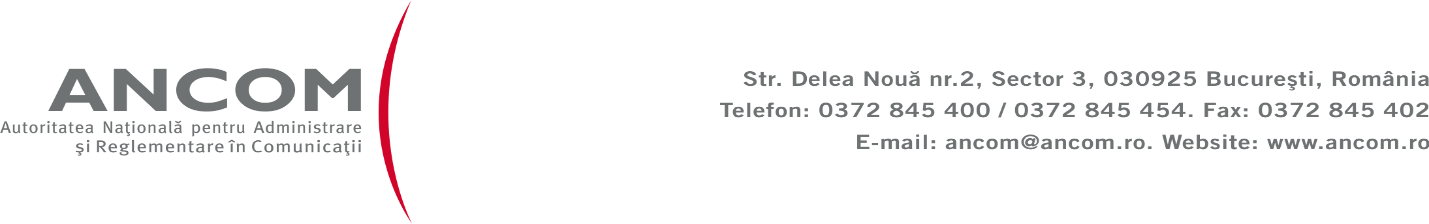 ANCOM
Autoritatea Naţională pentru Administrare
şi Reglementare în Comunicaţii
Str. Delea Nouă nr.2, Sector 3, 030925 Bucureşti, România
Telefon: 0372 845 400 / 0372 845 454. Fax: 0372 845 402
E-mail: ancom@ancom.ro. Website: www.ancom.ro